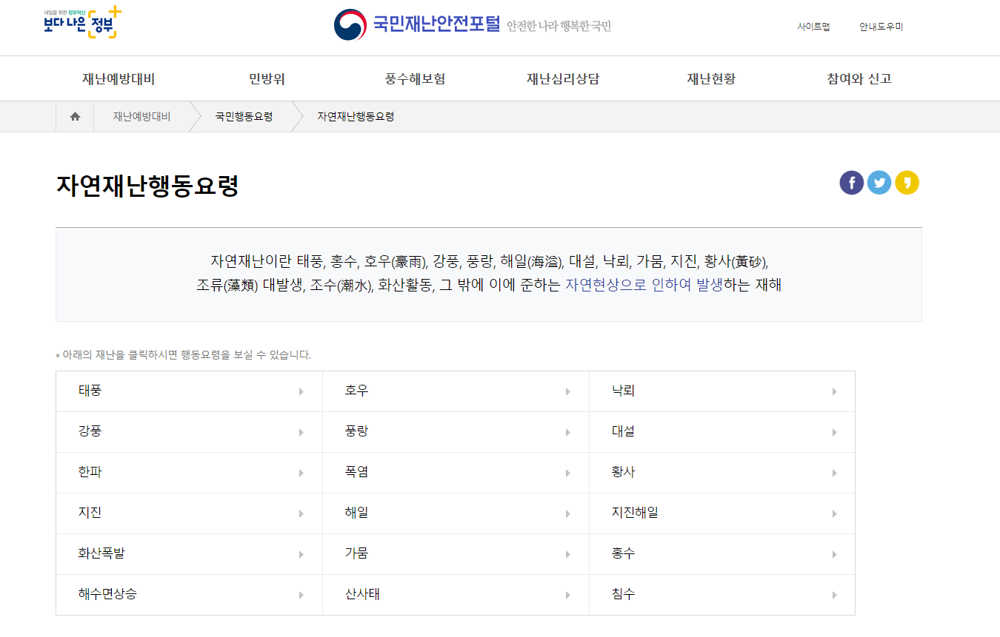 내일을 위한 정부혁신
보다 나은 정부
국민재난안전포털 안전한 나라 행복한 국민
사이트맵 안내도우미
재난예방대비 민방위 풍수해보험 재난심리상담 재난현황 참여와 신고
재난예방대비 국민행동요령 자연재난행동요령
자연재난행동요령
자연재난이란 태풍, 홍수, 호우(豪雨), 강풍, 풍랑, 해일(海溢), 대설, 낙뢰, 가뭄, 지진, 황사(黃砂),
조류(藻類) 대발생, 조수(潮水), 화산활동, 그 밖에 이에 준하는 자연현상으로 인하여 발생하는 재해
* 아래의 재난을 클릭하시면 행동요령을 보실 수 있습니다.
태풍 호우 낙뢰
강풍 풍랑 대설
한파 폭염 황사
지진 해일 지진해일
화산폭발 가뭄 홍수
해수면상승 산사태 침수